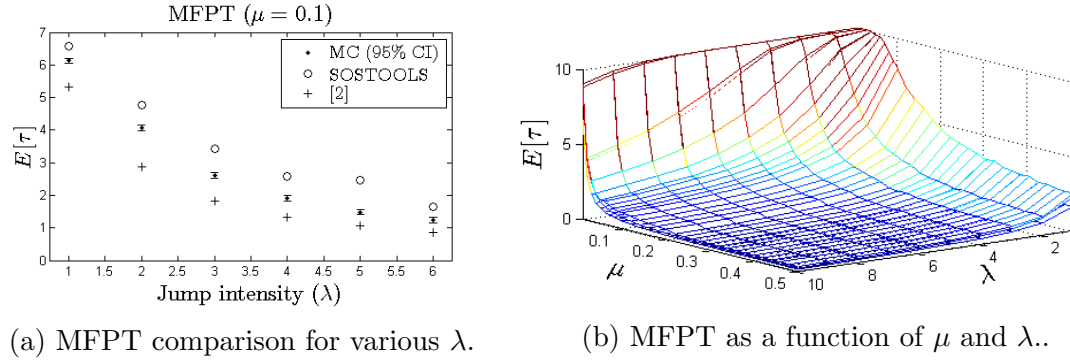 MFPT (μ = 0.1)
7
6
5
4
3
2
1
0
E[τ]
MC (95% CI)
SOSTOOLS
[2]
1 1.5 2 2.5 3 3.5 4 4.5 5 5.5 6
Jump intensity (λ)
10
5
0
E[τ]
0.1
0.2
0.3
0.4
0.5
μ
10
8
6
4
2
λ
(a) MFPT comparison for various λ.
(b) MFPT as a function of μ and λ..